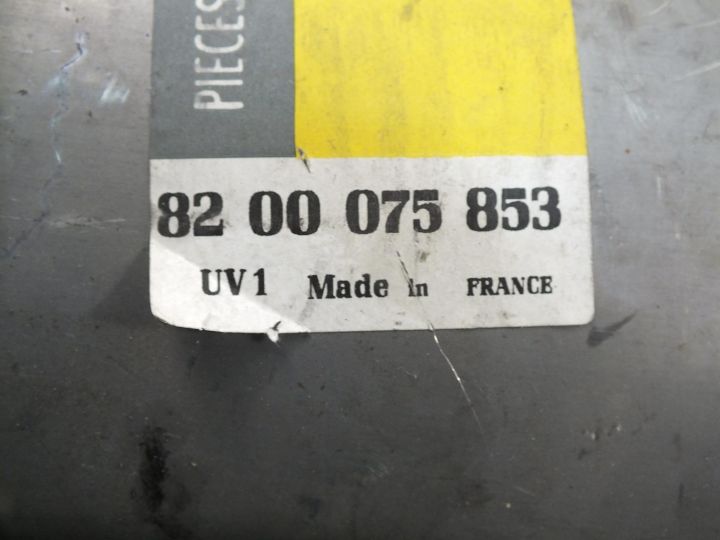 PIECES
82 00 075 853
UV1 Made in FRANCE